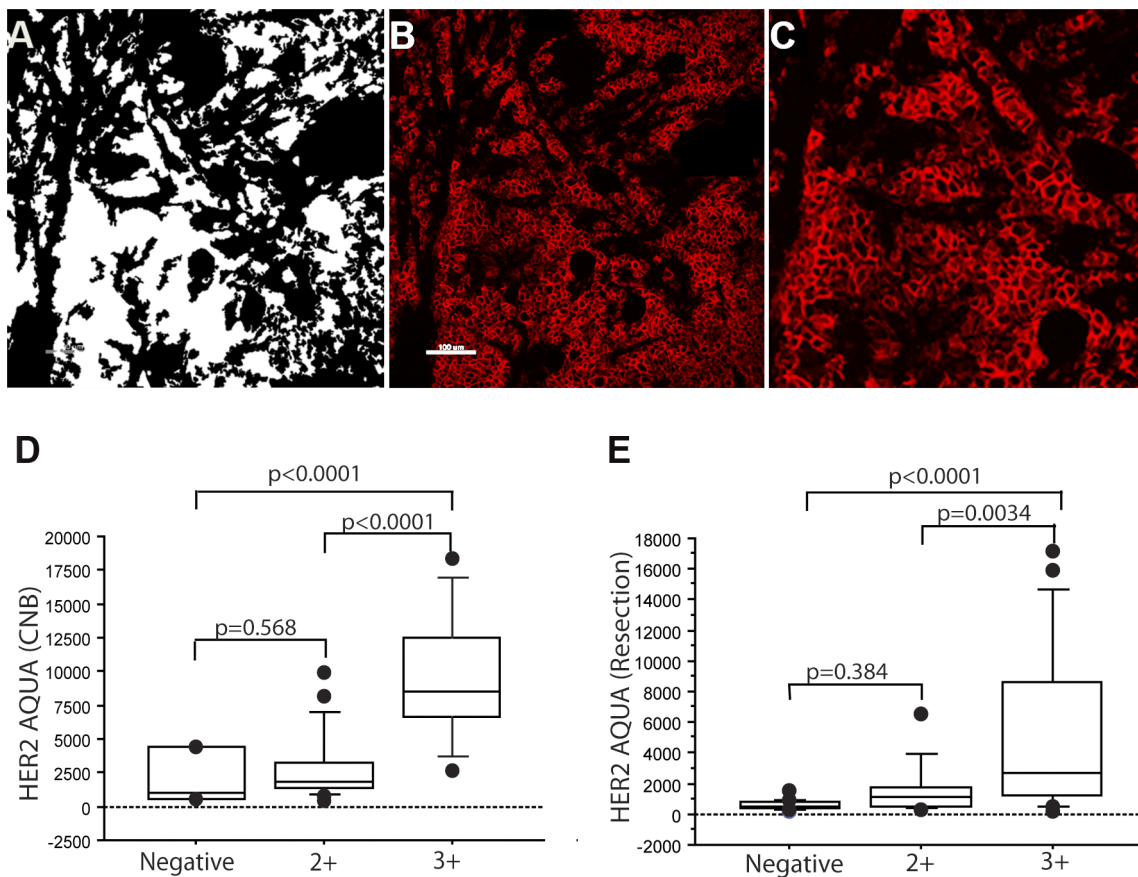 A
B
C
100 um
D
p<0.0001
p<0.0001
p=0.568
HER2 AQUA (CNB)
20000
17500
15000
12500
10000
7500
5000
2500
0
-2500
Negative
2+
3+
E
p<0.0001
p=0.0034
p=0.384
HER2 AQUA (Resection)
18000
16000
14000
12000
10000
8000
6000
4000
2000
0
-2000
Negative
2+
3+